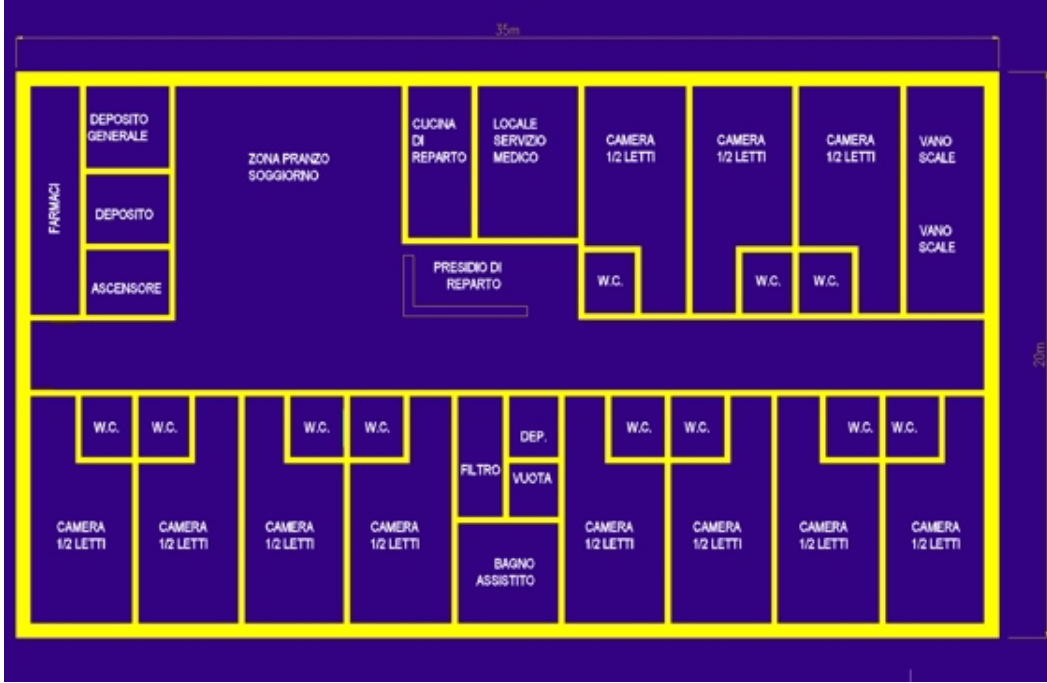 35m
DEPOSITO
GENERALE
FARMACI
DEPOSITO
ASCENSORE
ZONA PRANZO
SOGGIORNO
CUCINA
DI
REPARTO
LOCALE
SERVIZIO
MEDICO
PRESIDIO DI
REPARTO
CAMERA
1/2 LETTI
W.C.
CAMERA
1/2 LETTI
W.C.
CAMERA
1/2 LETTI
W.C.
VANO
SCALE
VANO
SCALE
20m
W.C.
W.C.
W.C.
W.C.
FILTRO
DEP.
VUOTA
W.C.
W.C.
W.C.
W.C.
CAMERA
1/2 LETTI
CAMERA
1/2 LETTI
CAMERA
1/2 LETTI
CAMERA
1/2 LETTI
BAGNO
ASSISTITO
CAMERA
1/2 LETTI
CAMERA
1/2 LETTI
CAMERA
1/2 LETTI
CAMERA
1/2 LETTI